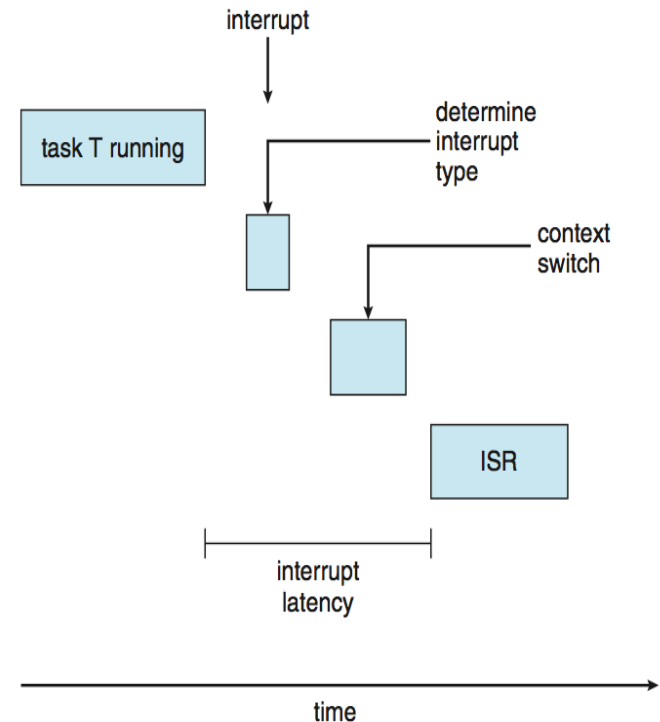 interrupt
task T running
determine
interrupt
type
context
switch
ISR
interrupt
latency
time